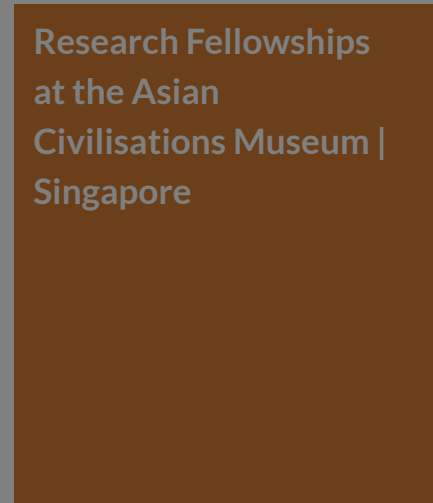 Research Fellowships
at the Asian
Civilisations Museum |
Singapore